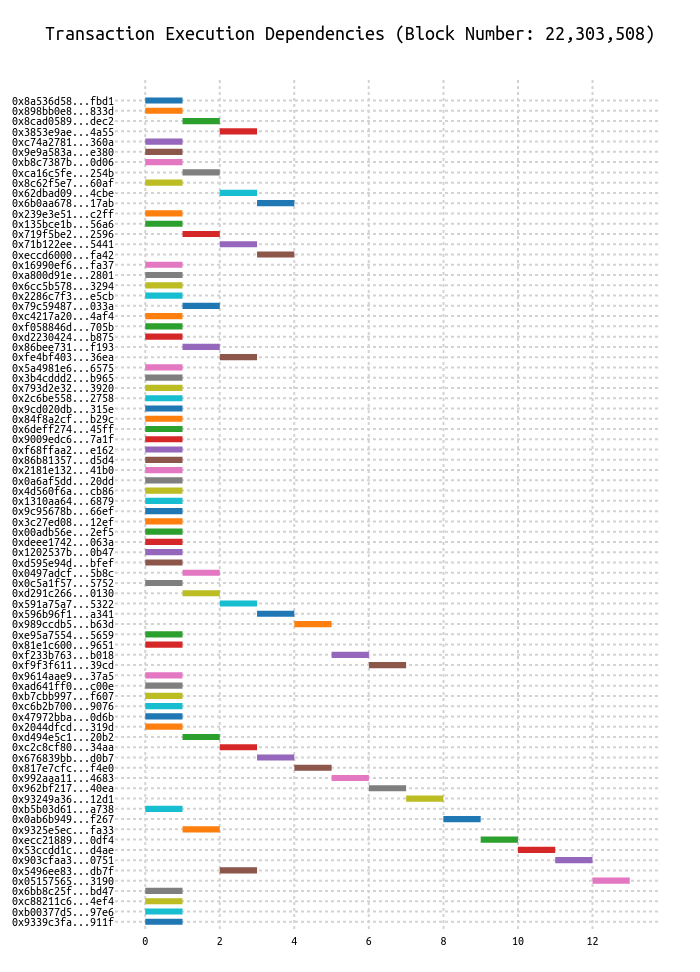 Transaction Execution Dependencies (Block Number: 22,303,508)
0x8a536d58...fbd1
0x898bb0e8...833d
0x8cad0589...dec2
0x3853e9ae...4a55
0xc74a2781...360a
0x9e9a583a...e380
0xb8c7387b...0d06
0xca16c5fe...254b
0x8c62f5e7...60af
0x62dbad09...4cbe
0x6b0aa678...17ab
0x239e3e51...c2ff
0x135bce1b...56a6
0x719f5be2...2596
0x71b122ee...5441
0xeccd6000...fa42
0x16990ef6...fa37
0xa800d91e...2801
0x6cc5b578...3294
0x2286c7f3...e5cb
0x79c59487...033a
0xc4217a20...4af4
0xf058846d...705b
0xd2230424...b875
0x86bee731...f193
0xfe4bf403...36ea
0x5a4981e6...6575
0x3b4cddd2...b965
0x793d2e32...3920
0x2c6be558...2758
0x9cd020db...315e
0x84f8a2cf...b29c
0x6deff274...45ff
0x9009edc6...7a1f
0xf68ffaa2...e162
0x86b81357...d5d4
0x2181e132...41b0
0x0a6af5dd...20dd
0x4d560f6a...cb86
0x1310aa64...6879
0x9c95678b...66ef
0x3c27ed08...12ef
0x00adb56e...2ef5
0xdeee1742...063a
0x1202537b...0b47
0xd595e94d...bfef
0x0497adcf...5b8c
0x0c5a1f57...5752
0xd291c266...0130
0x591a75a7...5322
0x596b96f1...a341
0x989ccdb5...b63d
0xe95a7554...5659
0x81e1c600...9651
0xf233b763...b018
0xf9f3f611...39cd
0x9614aae9...37a5
0xad641ff0...c00e
0xb7cbb997...f607
0xc6b2b700...9076
0x47972bba...0d6b
0x2044dfcd...319d
0xd494e5c1...20b2
0xc2c8cf80...34aa
0x676839bb...d0b7
0x817e7cfc...f4e0
0x992aaa11...4683
0x962bf217...40ea
0x93249a36...12d1
0xb5b03d61...a738
0x0ab6b949...f267
0x9325e5ec...fa33
0xecc21889...0df4
0x53ccdd1c...d4ae
0x903cfaa3...0751
0x5496ee83...db7f
0x05157565...3190
0x6bb8c25f...bd47
0xc88211c6...4ef4
0xb00377d5...97e6
0x9339c3fa...911f
0 2 4 6 8 10 12